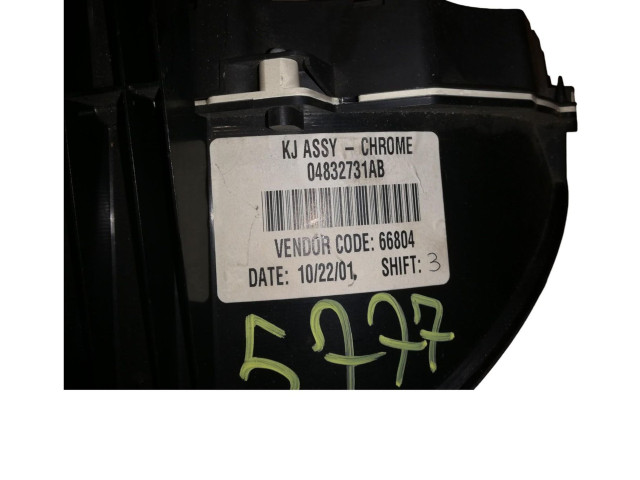 KJ ASSY - CHROME
04832731AB
VENDOR CODE: 66804
DATE: 10/22/01, SHIFT: 3
5777